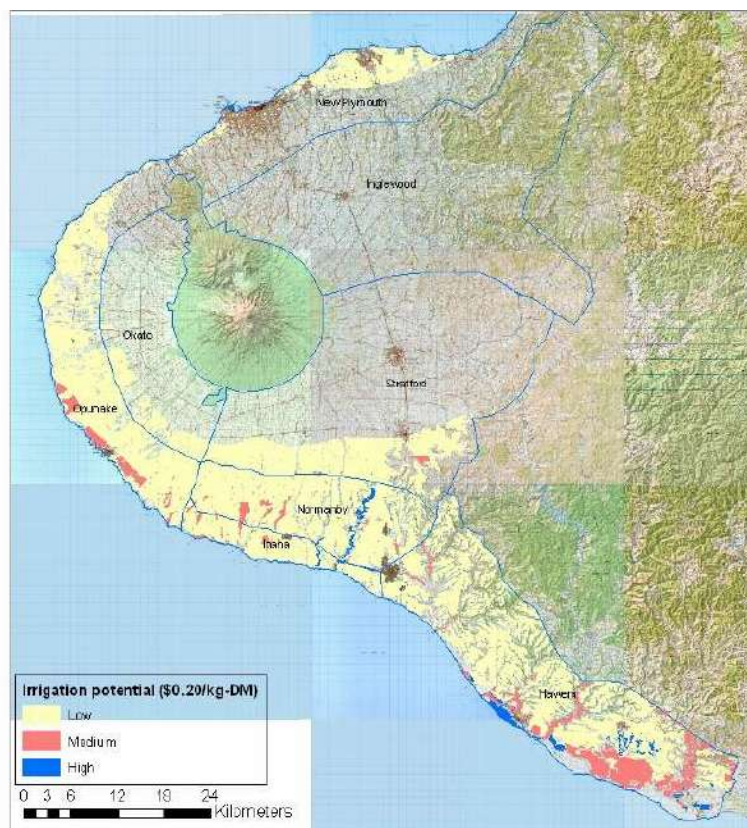 New Plymouth
Inglewood
Okato
Stratford
Opunake
Normanby
Inaha
Hawera
Irrigation potential ($0.20/kg-DM)
Low
Medium
High
0 3 6 12 18 24
Kilometers